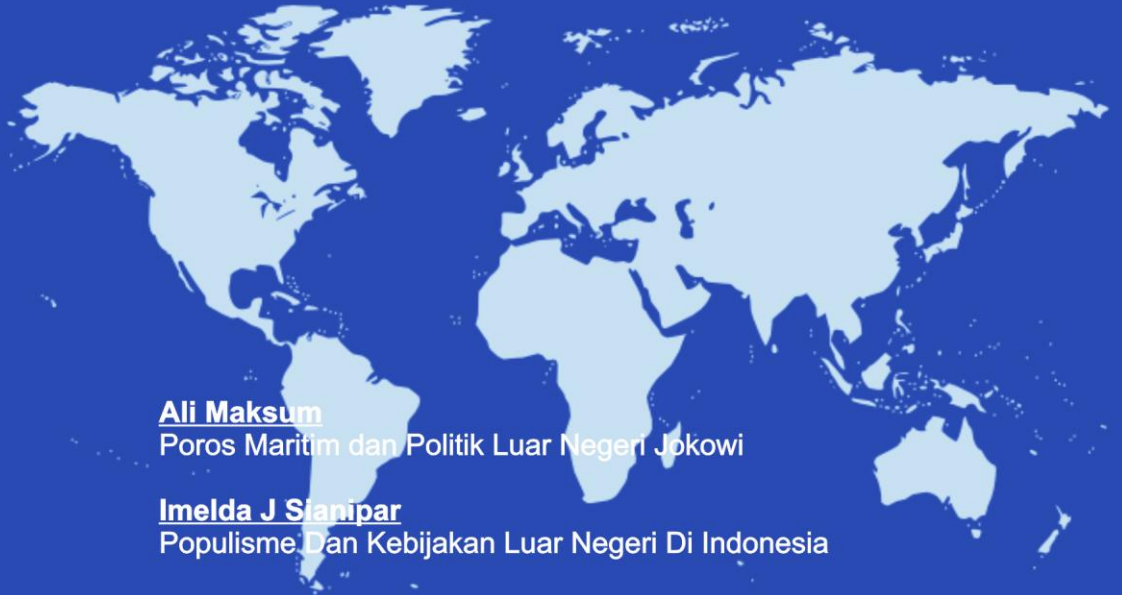 Ali Maksum
Poros Maritim dan Politik Luar Negeri Jokowi
Imelda J Sianipar
Populisme Dan Kebijakan Luar Negeri Di Indonesia